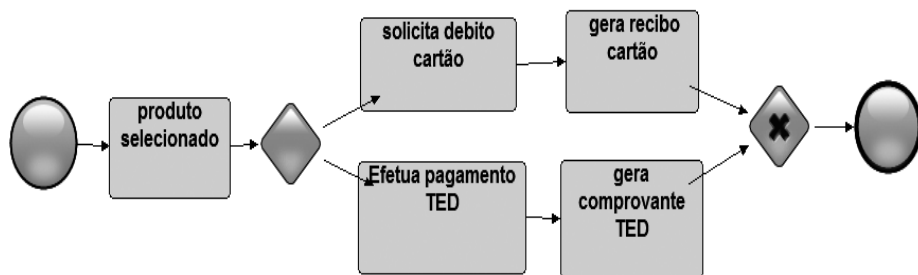 produto
selecionado
solicita debito
cartão
gera recibo
cartão
Efetua pagamento
TED
gera
comprovante
TED